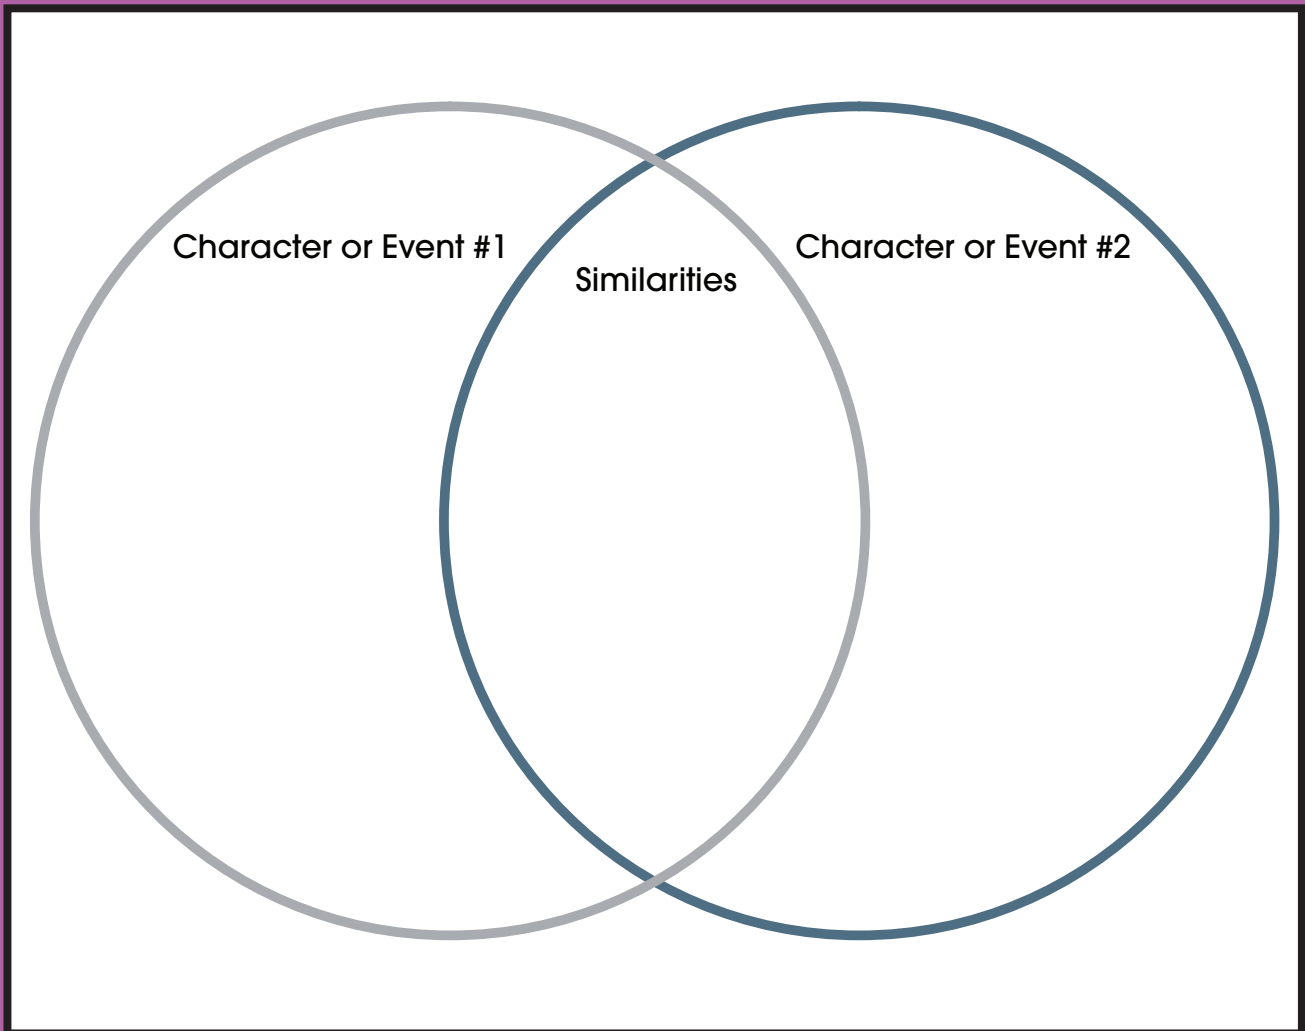 Character or Event #1
Similarities
Character or Event #2